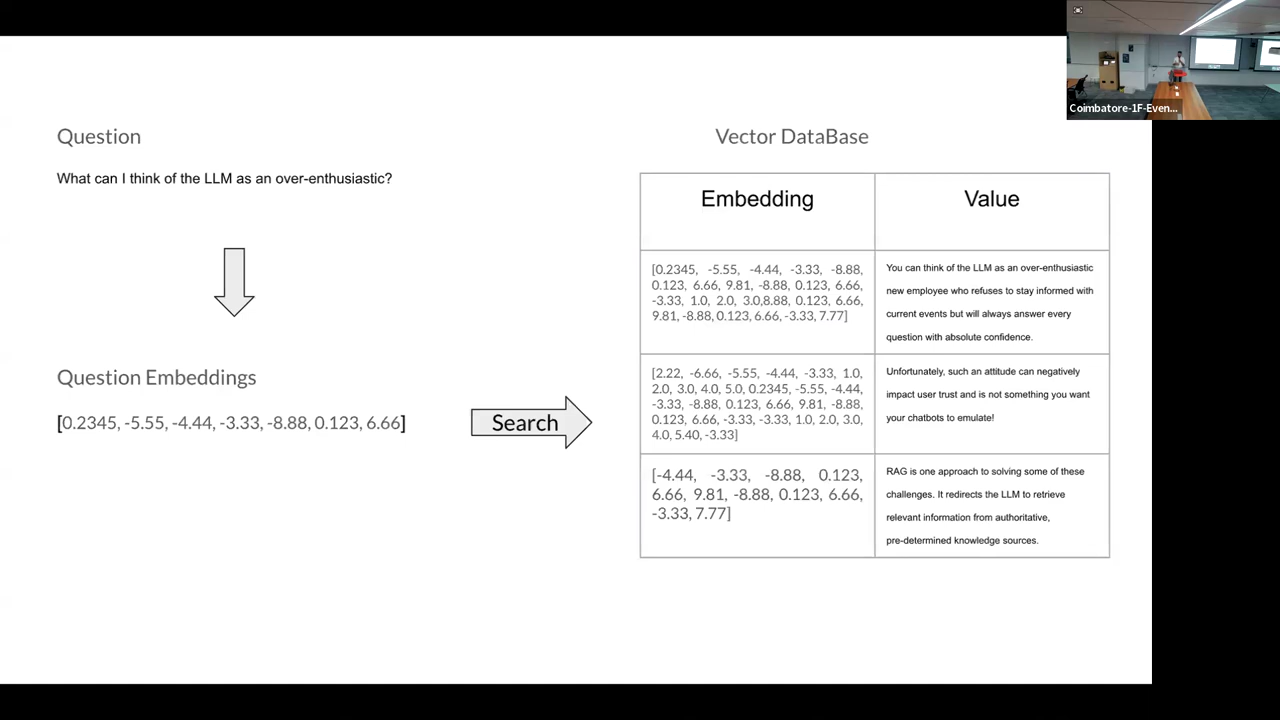 Coimbatore-1F-Even...
Question
What can I think of the LLM as an over-enthusiastic?
Question Embeddings
[0.2345, -5.55, -4.44, -3.33, -8.88, 0.123, 6.66]
Search
Vector DataBase
Embedding
Value
[0.2345, -5.55, -4.44, -3.33, -8.88,
0.123, 6.66, 9.81, -8.88, 0.123, 6.66,
-3.33, 1.0, 2.0, 3.0,8.88, 0.123, 6.66,
9.81, -8.88, 0.123, 6.66, -3.33, 7.77]
You can think of the LLM as an over-enthusiastic
new employee who refuses to stay informed with
current events but will always answer every
question with absolute confidence.
[2.22, -6.66, -5.55, -4.44, -3.33, 1.0,
2.0, 3.0, 4.0, 5.0, 0.2345, -5.55, -4.44,
-3.33, -8.88, 0.123, 6.66, 9.81, -8.88,
0.123, 6.66, -3.33, -3.33, 1.0, 2.0, 3.0,
4.0, 5.40, -3.33]
Unfortunately, such an attitude can negatively
impact user trust and is not something you want
your chatbots to emulate!
[-4.44, -3.33, -8.88, 0.123,
6.66, 9.81, -8.88, 0.123, 6.66,
-3.33, 7.77]
RAG is one approach to solving some of these
challenges. It redirects the LLM to retrieve
relevant information from authoritative,
pre-determined knowledge sources.